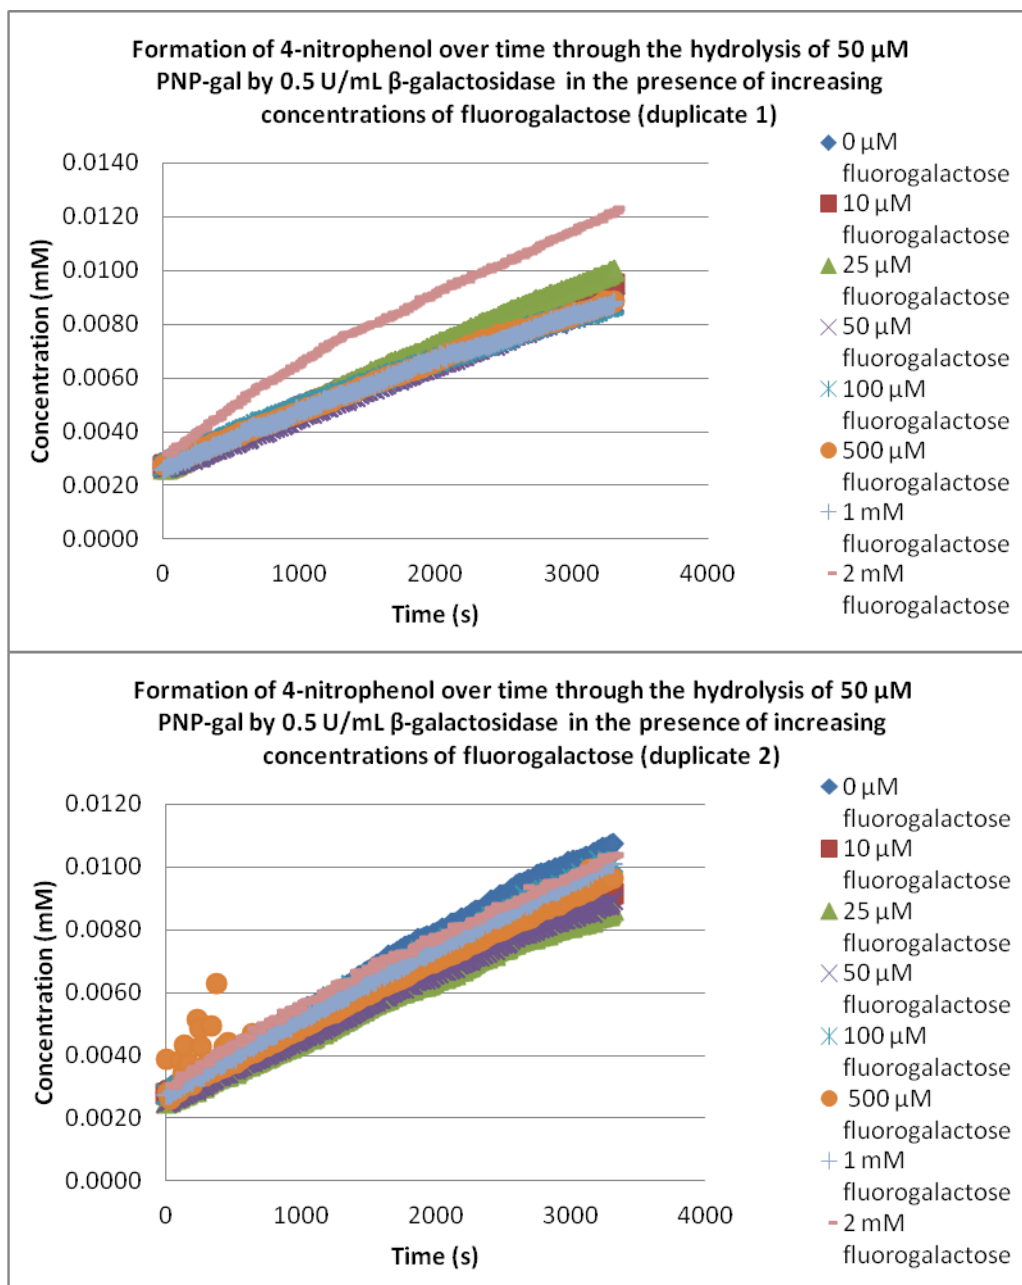 Formation of 4-nitrophenol over time through the hydrolysis of 50 µM
PNP-gal by 0.5 U/mL β-galactosidase in the presence of increasing
concentrations of fluorogalactose (duplicate 1)
Concentration (mM)
0.0140
0.0120
0.0100
0.0080
0.0060
0.0040
0.0020
0.0000
0
1000
2000
3000
4000
Time (s)
0 µM
fluorogalactose
10 µM
fluorogalactose
25 µM
fluorogalactose
50 µM
fluorogalactose
100 µM
fluorogalactose
500 µM
fluorogalactose
1 mM
fluorogalactose
2 mM
fluorogalactose
Formation of 4-nitrophenol over time through the hydrolysis of 50 µM
PNP-gal by 0.5 U/mL β-galactosidase in the presence of increasing
concentrations of fluorogalactose (duplicate 2)
Concentration (mM)
0.0120
0.0100
0.0080
0.0060
0.0040
0.0020
0.0000
0
1000
2000
3000
4000
Time (s)
0 µM
fluorogalactose
10 µM
fluorogalactose
25 µM
fluorogalactose
50 µM
fluorogalactose
100 µM
fluorogalactose
500 µM
fluorogalactose
1 mM
fluorogalactose
2 mM
fluorogalactose